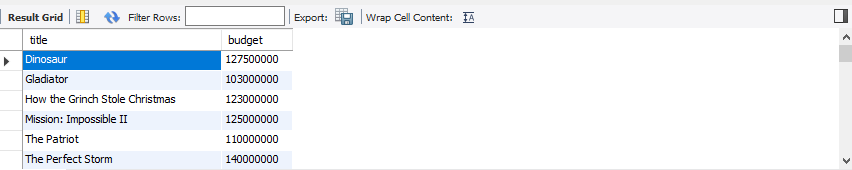 Result Grid Filter Rows: Export: Wrap Cell Content:
title budget
Dinosaur 127500000
Gladiator 103000000
How the Grinch Stole Christmas 123000000
Mission: Impossible II 125000000
The Patriot 110000000
The Perfect Storm 140000000